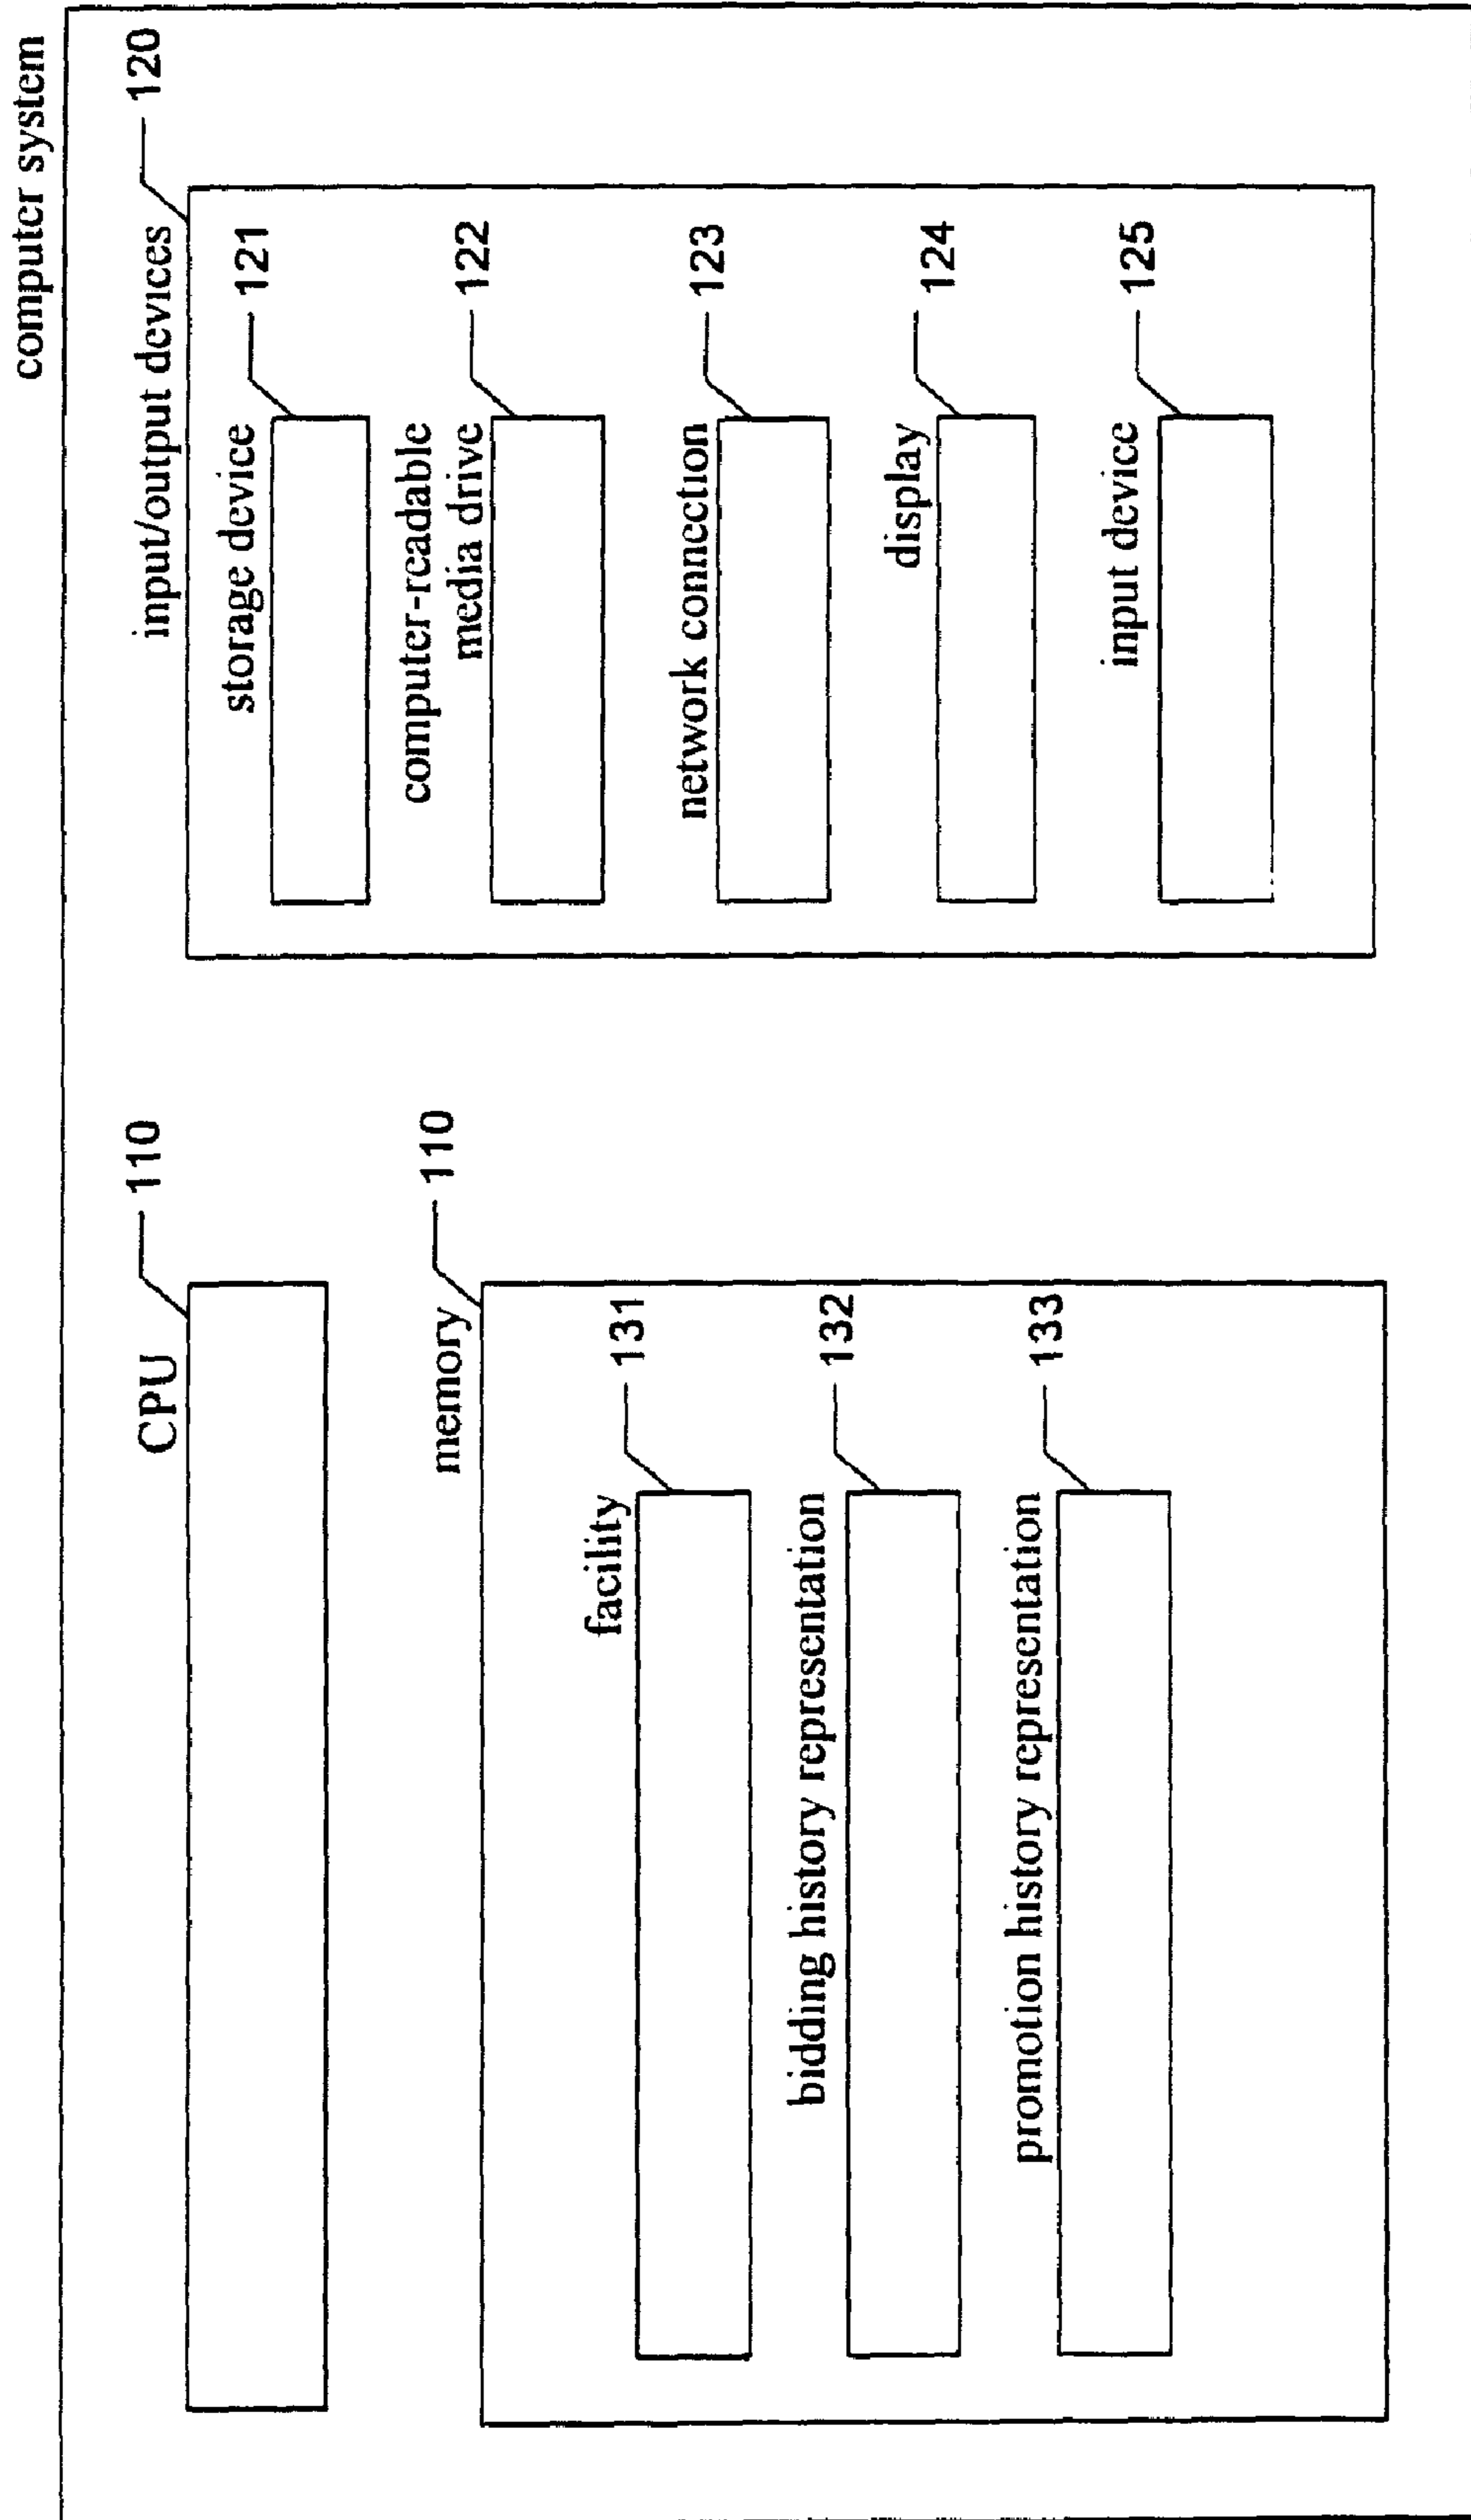 computer system
CPU
110
memory
110
facility
131
bidding history representation
132
promotion history representation
133
input/output devices
120
storage device
121
computer-readable
media drive
122
network connection
123
display
124
input device
125